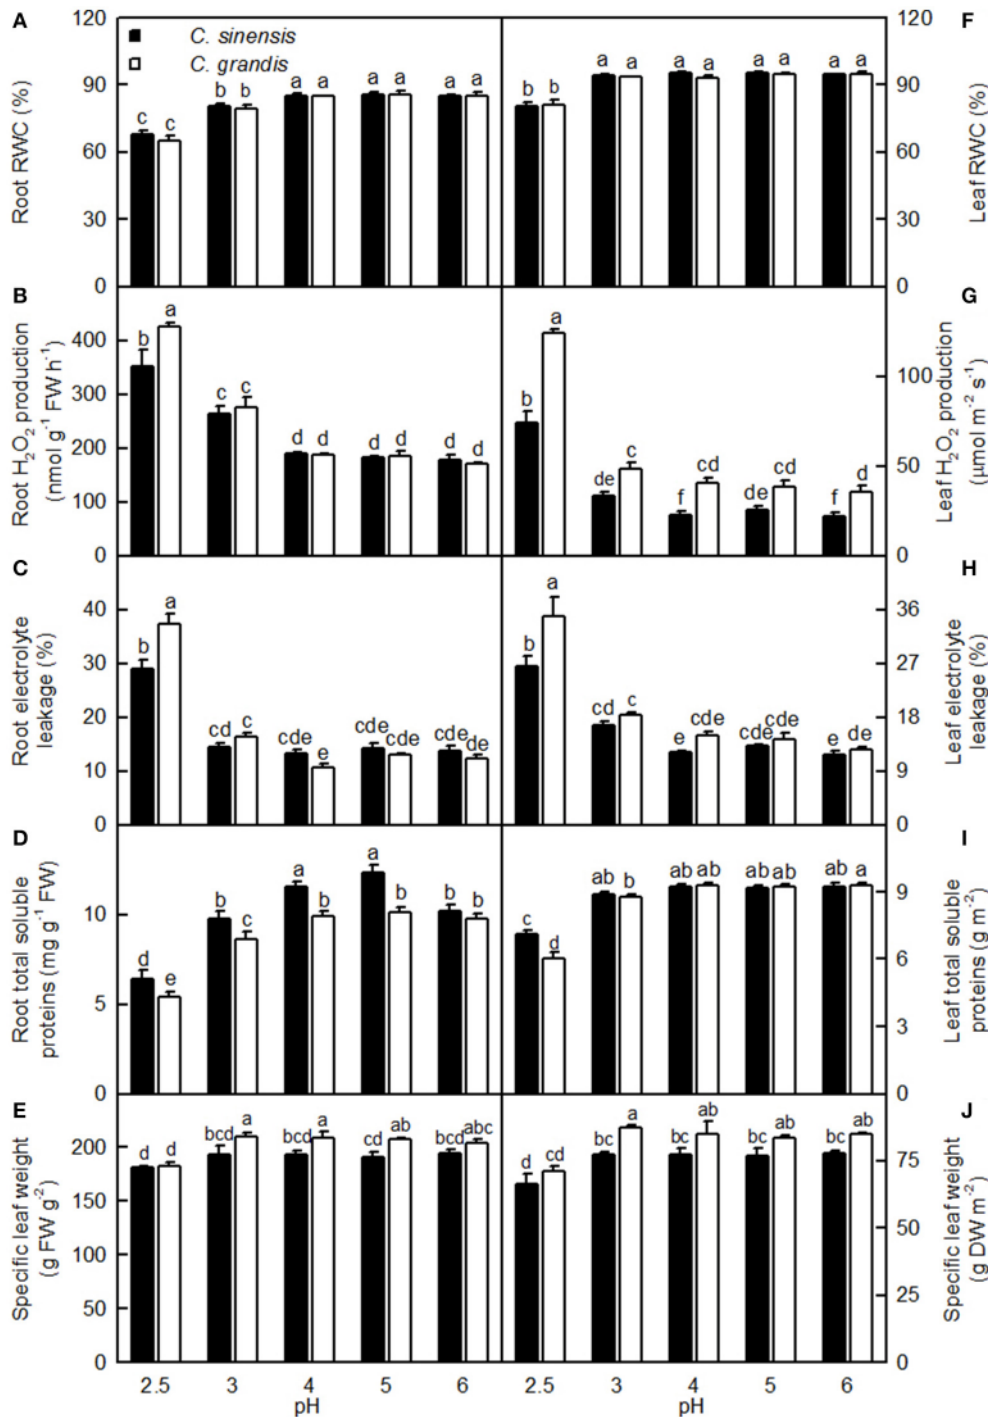 A
120
90
60
30
0
Root RWC (%)
C. sinensis
C. grandis
c c b b a a a a a a
F
120
90
60
30
0
Leaf RWC (%)
b b a a a a a a a a
B
400
300
200
100
0
Root H₂O₂ production
(nmol g⁻¹ FW h⁻¹)
b a c c d d d d d d
G
100
50
0
Leaf H₂O₂ production
(μmol m⁻² s⁻¹)
b a de c f cd de cd f d
C
40
30
20
10
0
Root electrolyte
leakage (%)
b a cd c cde e cde cde cde de
H
36
27
18
9
0
Leaf electrolyte
leakage (%)
b a cd c e cde cde cde e de
D
10
5
0
Root total soluble
proteins (mg g⁻¹ FW)
d e b c a b a b b b
I
9
6
3
0
Leaf total soluble
proteins (g m⁻²)
c d ab b ab ab ab ab ab a
E
200
150
100
50
0
Specific leaf weight
(g FW g⁻²)
d d bcd a bcd a cd ab bcd abc
J
75
50
25
0
Specific leaf weight
(g DW m⁻²)
d cd bc a bc ab bc ab bc ab
2.5 3 4 5 6
pH
2.5 3 4 5 6
pH